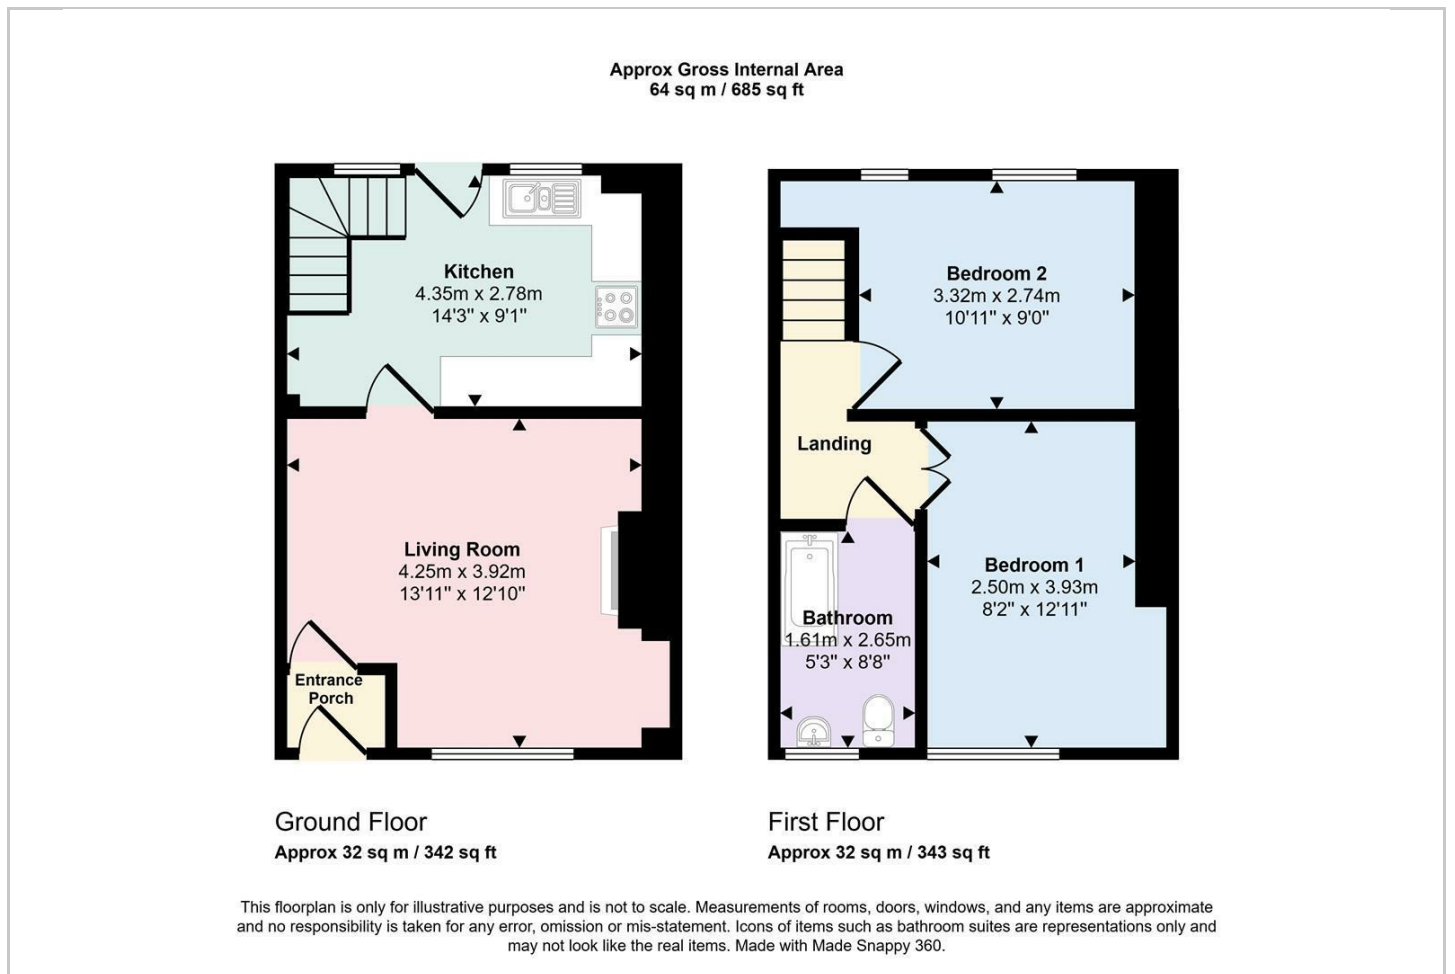 Approx Gross Internal Area
64 sq m / 685 sq ft
Kitchen
4.35m x 2.78m
14'3" x 9'1"
Living Room
4.25m x 3.92m
13'11" x 12'10"
Entrance
Porch
Ground Floor
Approx 32 sq m / 342 sq ft
Bedroom 2
3.32m x 2.74m
10'11" x 9'0"
Landing
Bedroom 1
2.50m x 3.93m
8'2" x 12'11"
Bathroom
1.61m x 2.65m
5'3" x 8'8"
First Floor
Approx 32 sq m / 343 sq ft
This floorplan is only for illustrative purposes and is not to scale. Measurements of rooms, doors, windows, and any items are approximate
and no responsibility is taken for any error, omission or mis-statement. Icons of items such as bathroom suites are representations only and
may not look like the real items. Made with Made Snappy 360.